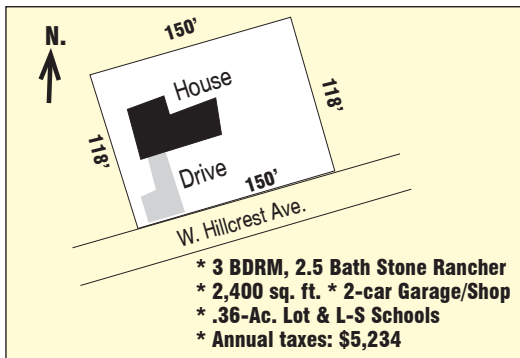 N.
150’
House
118’
118’
Drive
150’
W. Hillcrest Ave.
* 3 BDRM, 2.5 Bath Stone Rancher
* 2,400 sq. ft. * 2-car Garage/Shop
* .36-Ac. Lot & L-S Schools
* Annual taxes: $5,234